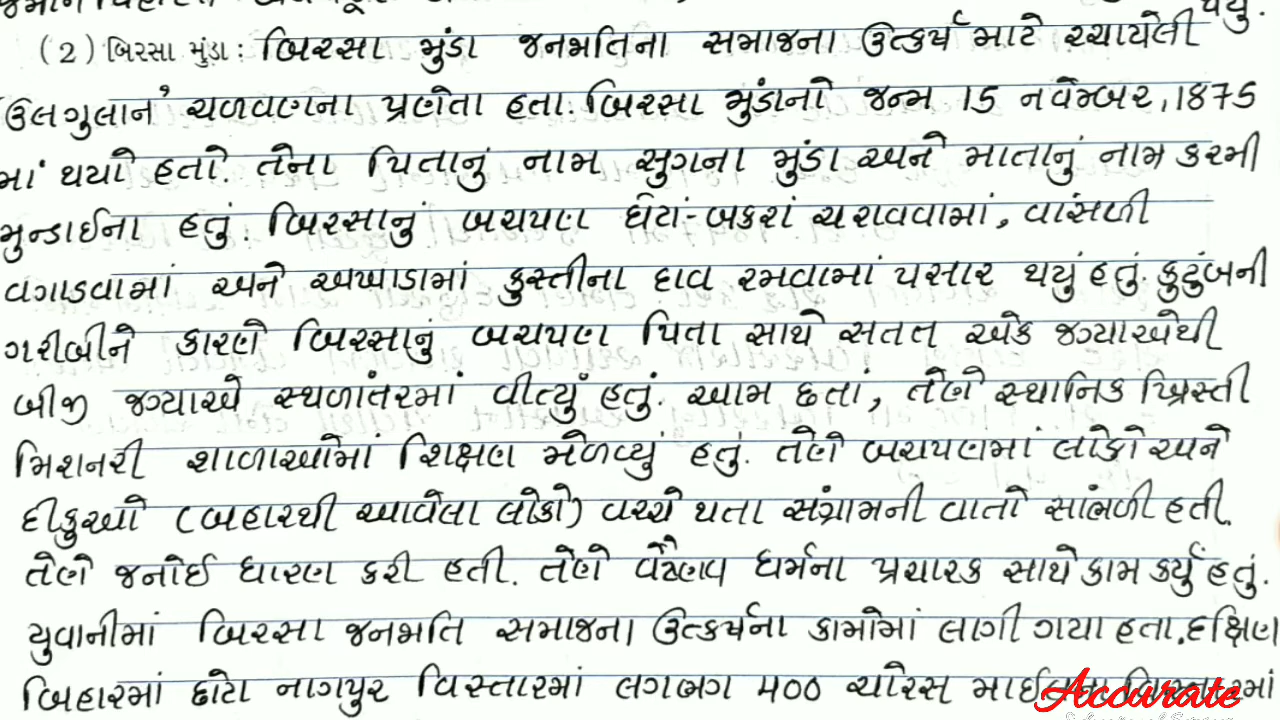 (2) બિરસા મુંડા : બિરસા મુંડા જનમતિના સમાજના ઉત્કર્ષ માટે રચાયેલી
ઉલગુલાન' ચળવળના પ્રણેતા હતા. બિરસા મુંડાનો જન્મ 15 નવેમ્બર, 1875
માં થયો હતો. તેના પિતાનું નામ સુગના મુંડા અને માતાનું નામ કરમી
મુન્ડાઈના હતું. બિરસાનું બચપણ ઘેટાં-બકરાં ચરાવવામાં, વાંસળી
વગાડવામાં અને અખાડામાં કુસ્તીના દાવ રમવામાં પસાર થયું હતું. કુટુંબની
ગરીબીને કારણે બિરસાનું બચપણ પિતા સાથે સતત એક જગ્યાએથી
બીજી જગ્યાએ સ્થળાંતરમાં વીત્યું હતું. આમ છતાં, તેણે સ્થાનિક ખ્રિસ્તી
મિશનરી શાળાઓમાં શિક્ષણ મેળવ્યું હતું. તેણે બચપણમાં લોકો અને
દીકુઓ (બહારથી આવેલા લોકો) વચ્ચે થતા સંગ્રામની વાતો સાંભળી હતી.
તેણે જનોઈ ધારણ કરી હતી. તેણે વૈષ્ણવ ધર્મના પ્રચારક સાથે કામ કર્યું હતું.
યુવાનીમાં બિરસા જનમતિ સમાજના ઉત્કર્ષના કામોમાં લાગી ગયા હતા. દક્ષિણ
બિહારમાં છોટા નાગપુર વિસ્તારમાં લગભગ 400 ચોરસ માઈલના વિસ્તારમાં
Accurate